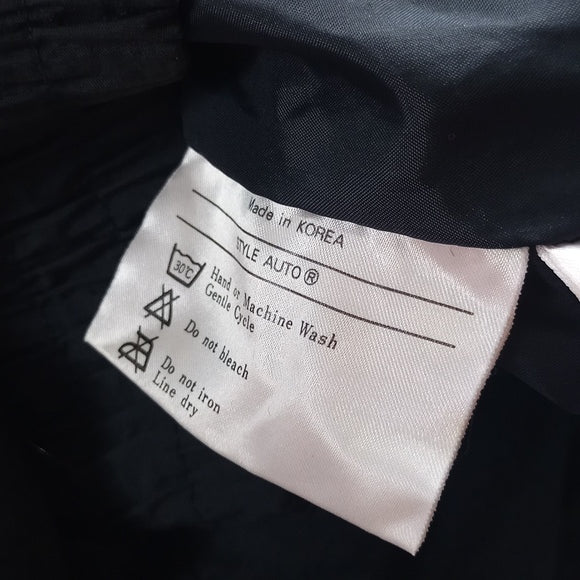 Made in KOREA
STYLE AUTO®
30℃
Hand or Machine Wash
Gentle Cycle
Do not bleach
Do not iron
Line dry